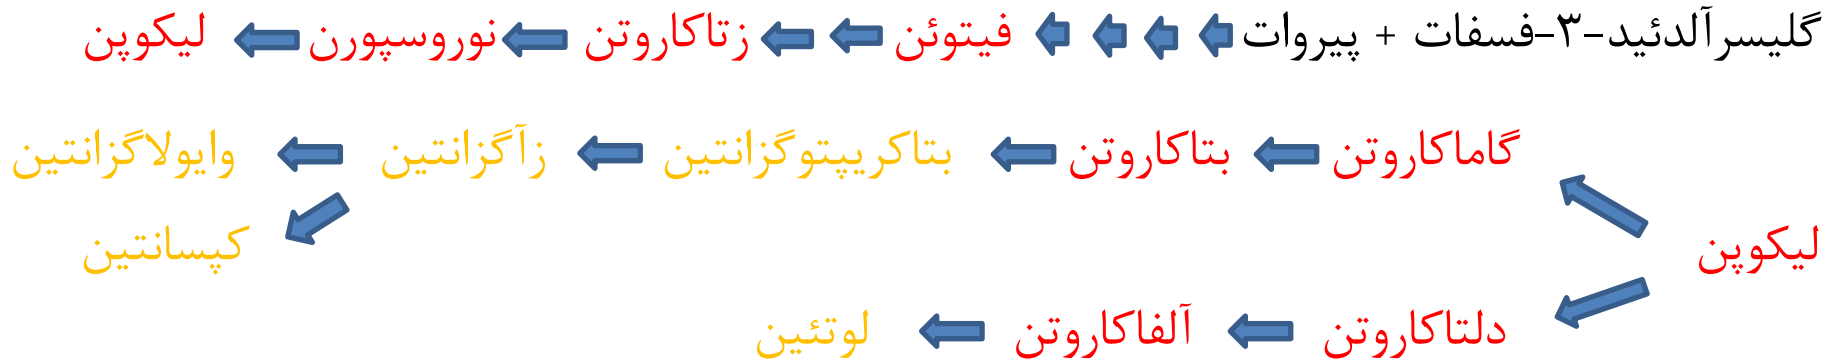 گلیسرآلدئید-۳-فسفات + پیروات فیتوئن زتاکاروتن نوروسپورن لیکوپن
گاماکاروتن بتاکاروتن بتاکریپتوگزانتین زآگزانتین وایولاگزانتین
لیکوپن کپسانتین
دلتاکاروتن آلفاکاروتن لوتئین